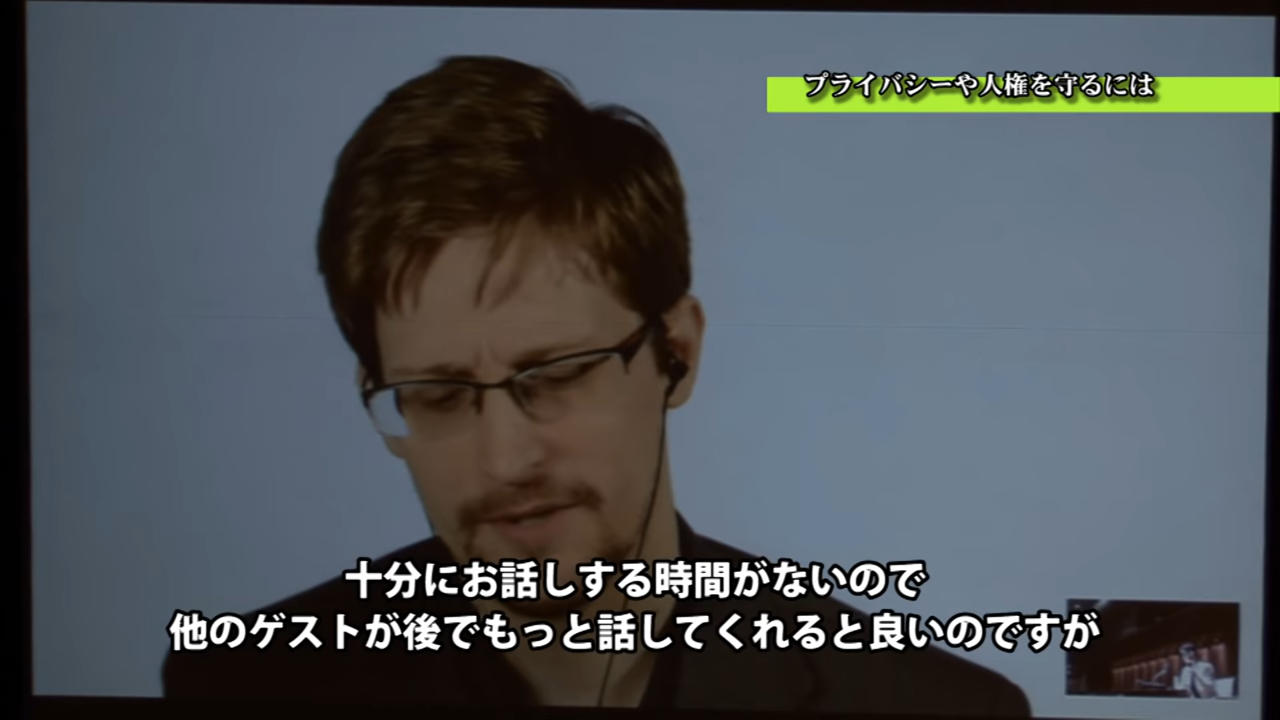 プライバシーや人権を守るには
十分にお話しする時間がないので
他のゲストが後でもっと話してくれると良いのですが